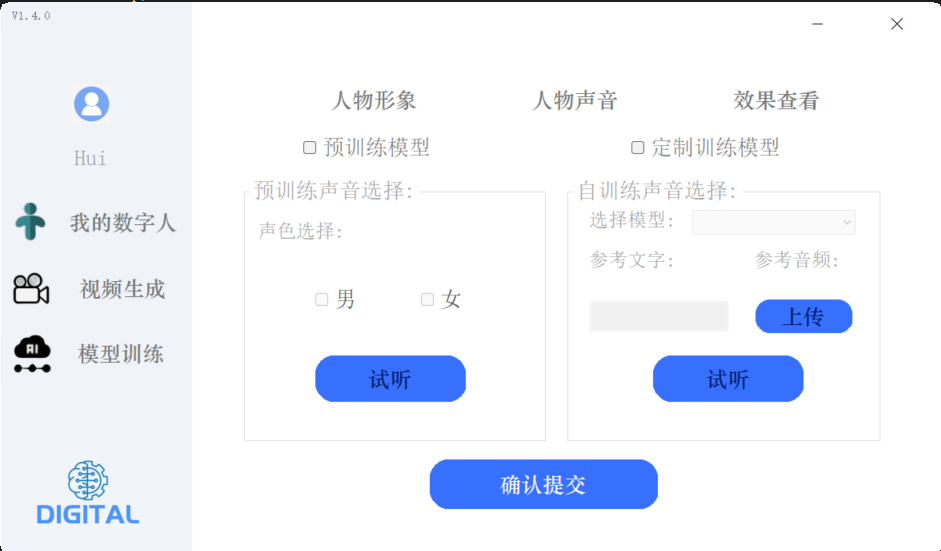 V1.4.0
Hui
我的数字人
视频生成
模型训练
DIGITAL
人物形象 人物声音 效果查看
预训练模型 定制训练模型
预训练声音选择:
声色选择:
男 女
试听
自训练声音选择:
选择模型:
参考文字: 参考音频:
上传
试听
确认提交